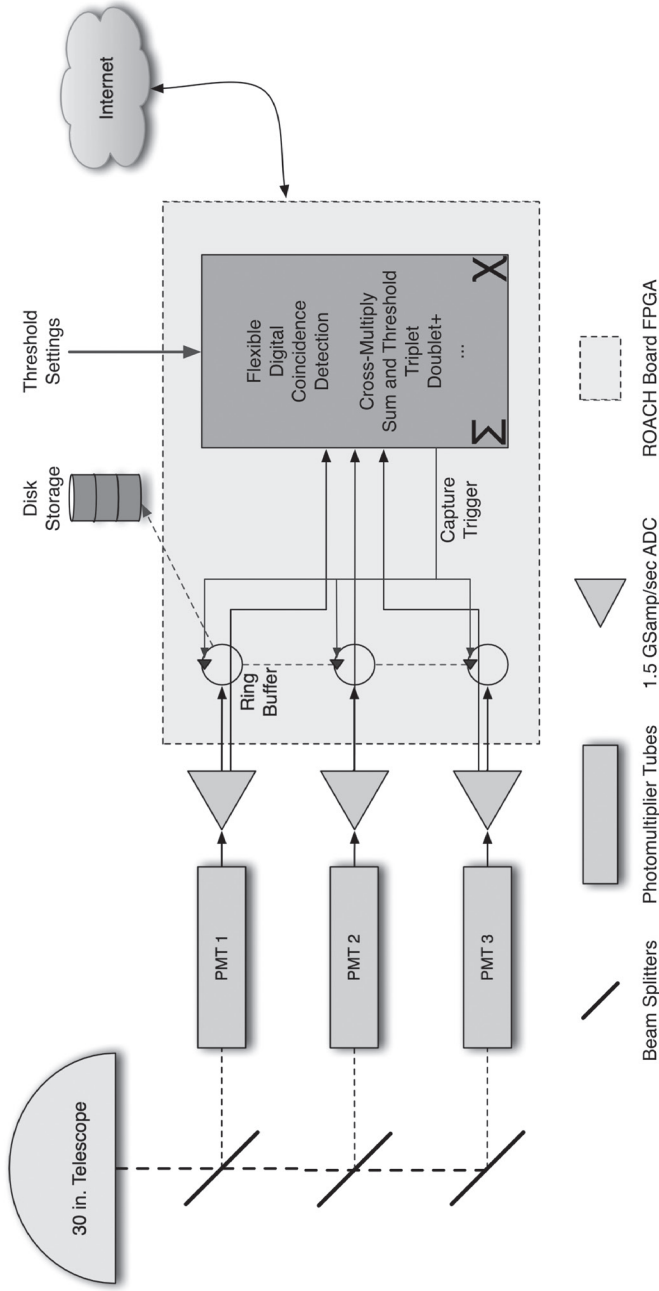 30 in. Telescope
PMT 1
PMT 2
PMT 3
Ring
Buffer
Disk
Storage
Capture
Trigger
Threshold
Settings
Flexible
Digital
Coincidence
Detection
Cross-Multiply
Sum and Threshold
Triplet
Doublet+
...
Σ
X
Internet
Beam Splitters
Photomultiplier Tubes
1.5 GSamp/sec ADC
ROACH Board FPGA